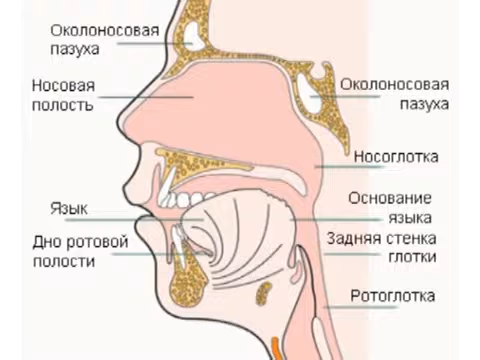 Околоносовая
пазуха
Носовая
полость
Околоносовая
пазуха
Носоглотка
Язык
Основание
языка
Дно ротовой
полости
Задняя стенка
глотки
Ротоглотка